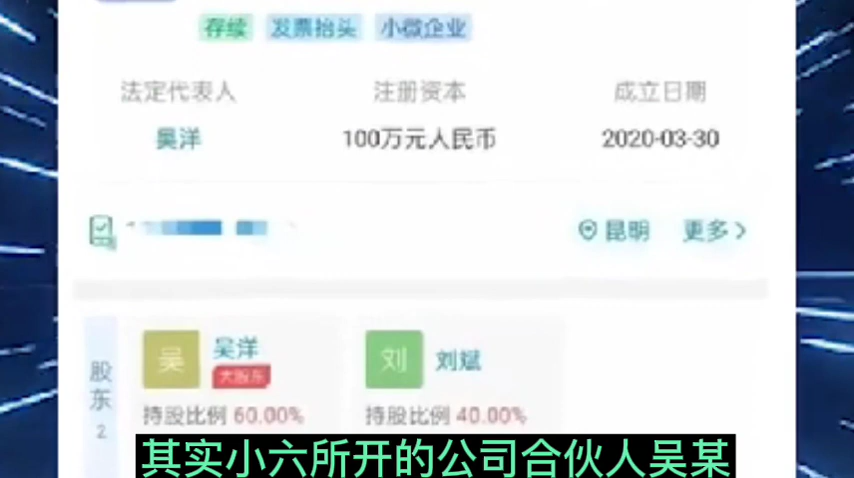 存续 发票抬头 小微企业
法定代表人 注册资本 成立日期
吴洋 100万元人民币 2020-03-30
昆明 更多
股东2
吴 吴洋 刘 刘斌
大股东
持股比例 60.00% 持股比例 40.00%
其实小六所开的公司合伙人吴某